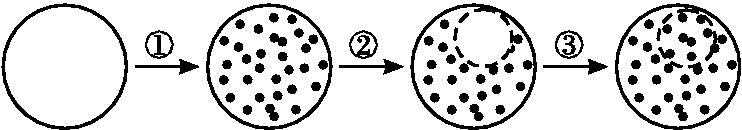 ① ② ③